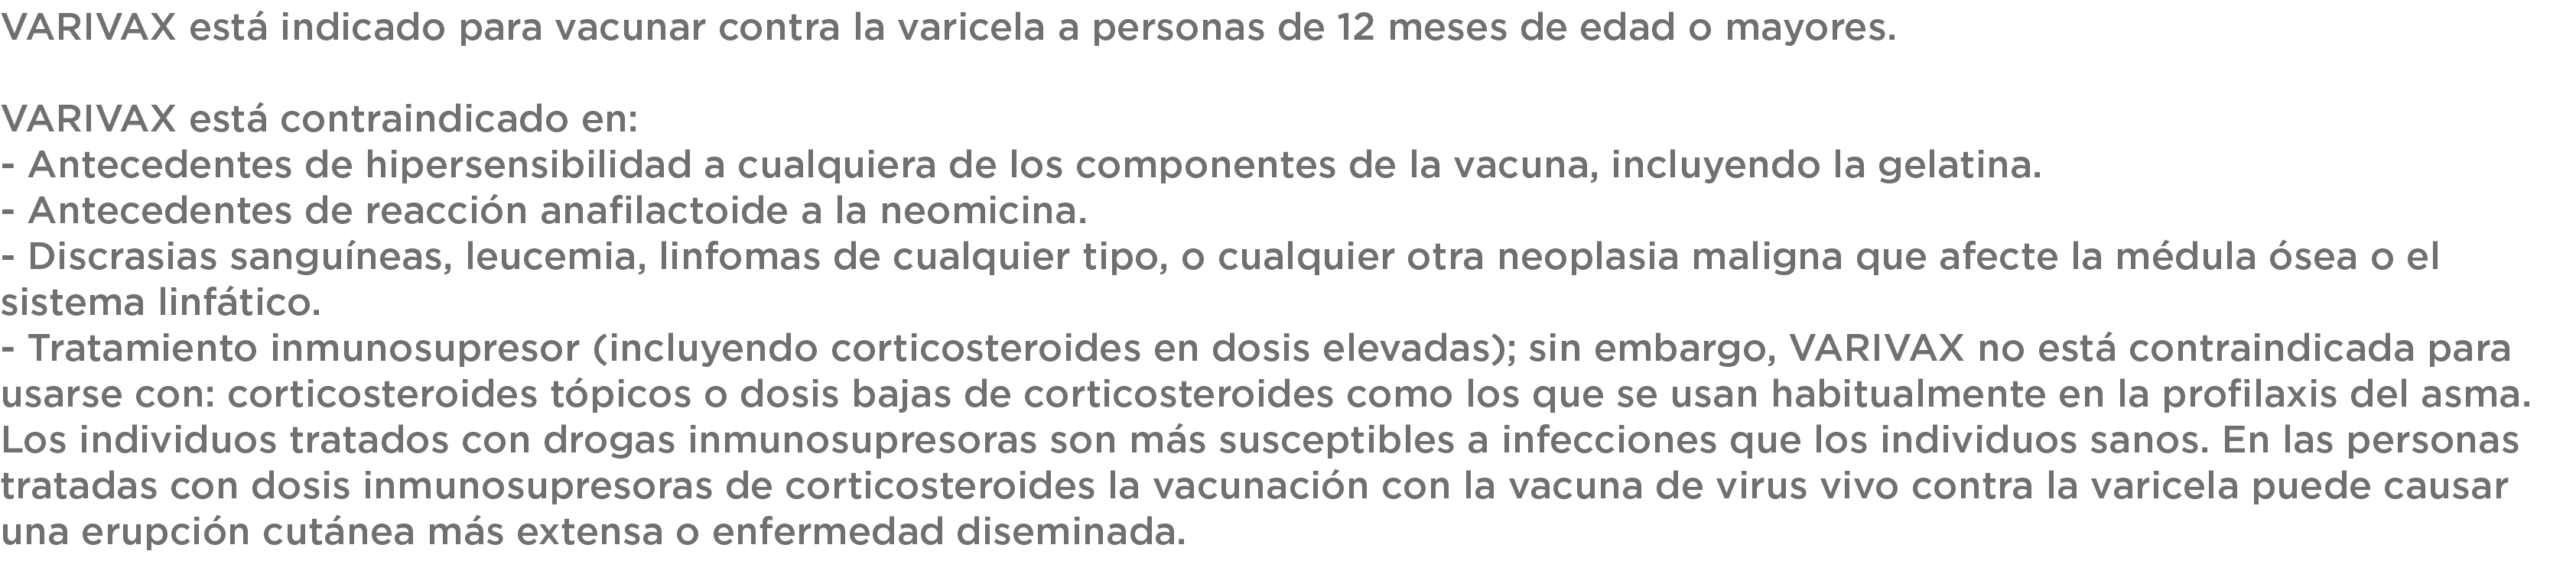 VARIVAX está indicado para vacunar contra la varicela a personas de 12 meses de edad o mayores.
VARIVAX está contraindicado en:
- Antecedentes de hipersensibilidad a cualquiera de los componentes de la vacuna, incluyendo la gelatina.
- Antecedentes de reacción anafilactoide a la neomicina.
- Discrasias sanguíneas, leucemia, linfomas de cualquier tipo, o cualquier otra neoplasia maligna que afecte la médula ósea o el
sistema linfático.
- Tratamiento inmunosupresor (incluyendo corticosteroides en dosis elevadas); sin embargo, VARIVAX no está contraindicada para
usarse con: corticosteroides tópicos o dosis bajas de corticosteroides como los que se usan habitualmente en la profilaxis del asma.
Los individuos tratados con drogas inmunosupresoras son más susceptibles a infecciones que los individuos sanos. En las personas
tratadas con dosis inmunosupresoras de corticosteroides la vacunación con la vacuna de virus vivo contra la varicela puede causar
una erupción cutánea más extensa o enfermedad diseminada.